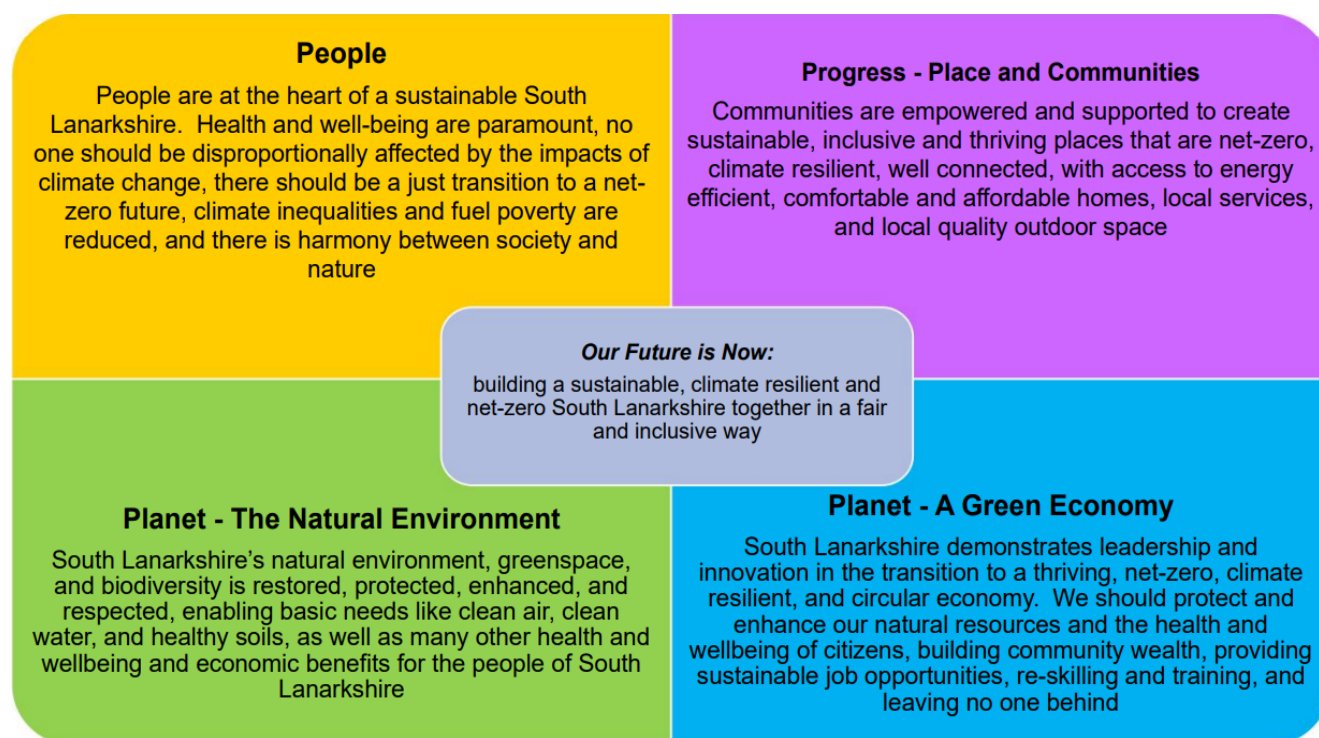 People
People are at the heart of a sustainable South
Lanarkshire.  Health and well-being are paramount, no
one should be disproportionally affected by the impacts of
climate change, there should be a just transition to a net-
zero future, climate inequalities and fuel poverty are
reduced, and there is harmony between society and
nature
Progress - Place and Communities
Communities are empowered and supported to create
sustainable, inclusive and thriving places that are net-zero,
climate resilient, well connected, with access to energy
efficient, comfortable and affordable homes, local services,
and local quality outdoor space
Our Future is Now:
building a sustainable, climate resilient and
net-zero South Lanarkshire together in a fair
and inclusive way
Planet - The Natural Environment
South Lanarkshire’s natural environment, greenspace,
and biodiversity is restored, protected, enhanced, and
respected, enabling basic needs like clean air, clean
water, and healthy soils, as well as many other health and
wellbeing and economic benefits for the people of South
Lanarkshire
Planet - A Green Economy
South Lanarkshire demonstrates leadership and
innovation in the transition to a thriving, net-zero, climate
resilient, and circular economy.  We should protect and
enhance our natural resources and the health and
wellbeing of citizens, building community wealth, providing
sustainable job opportunities, re-skilling and training, and
leaving no one behind